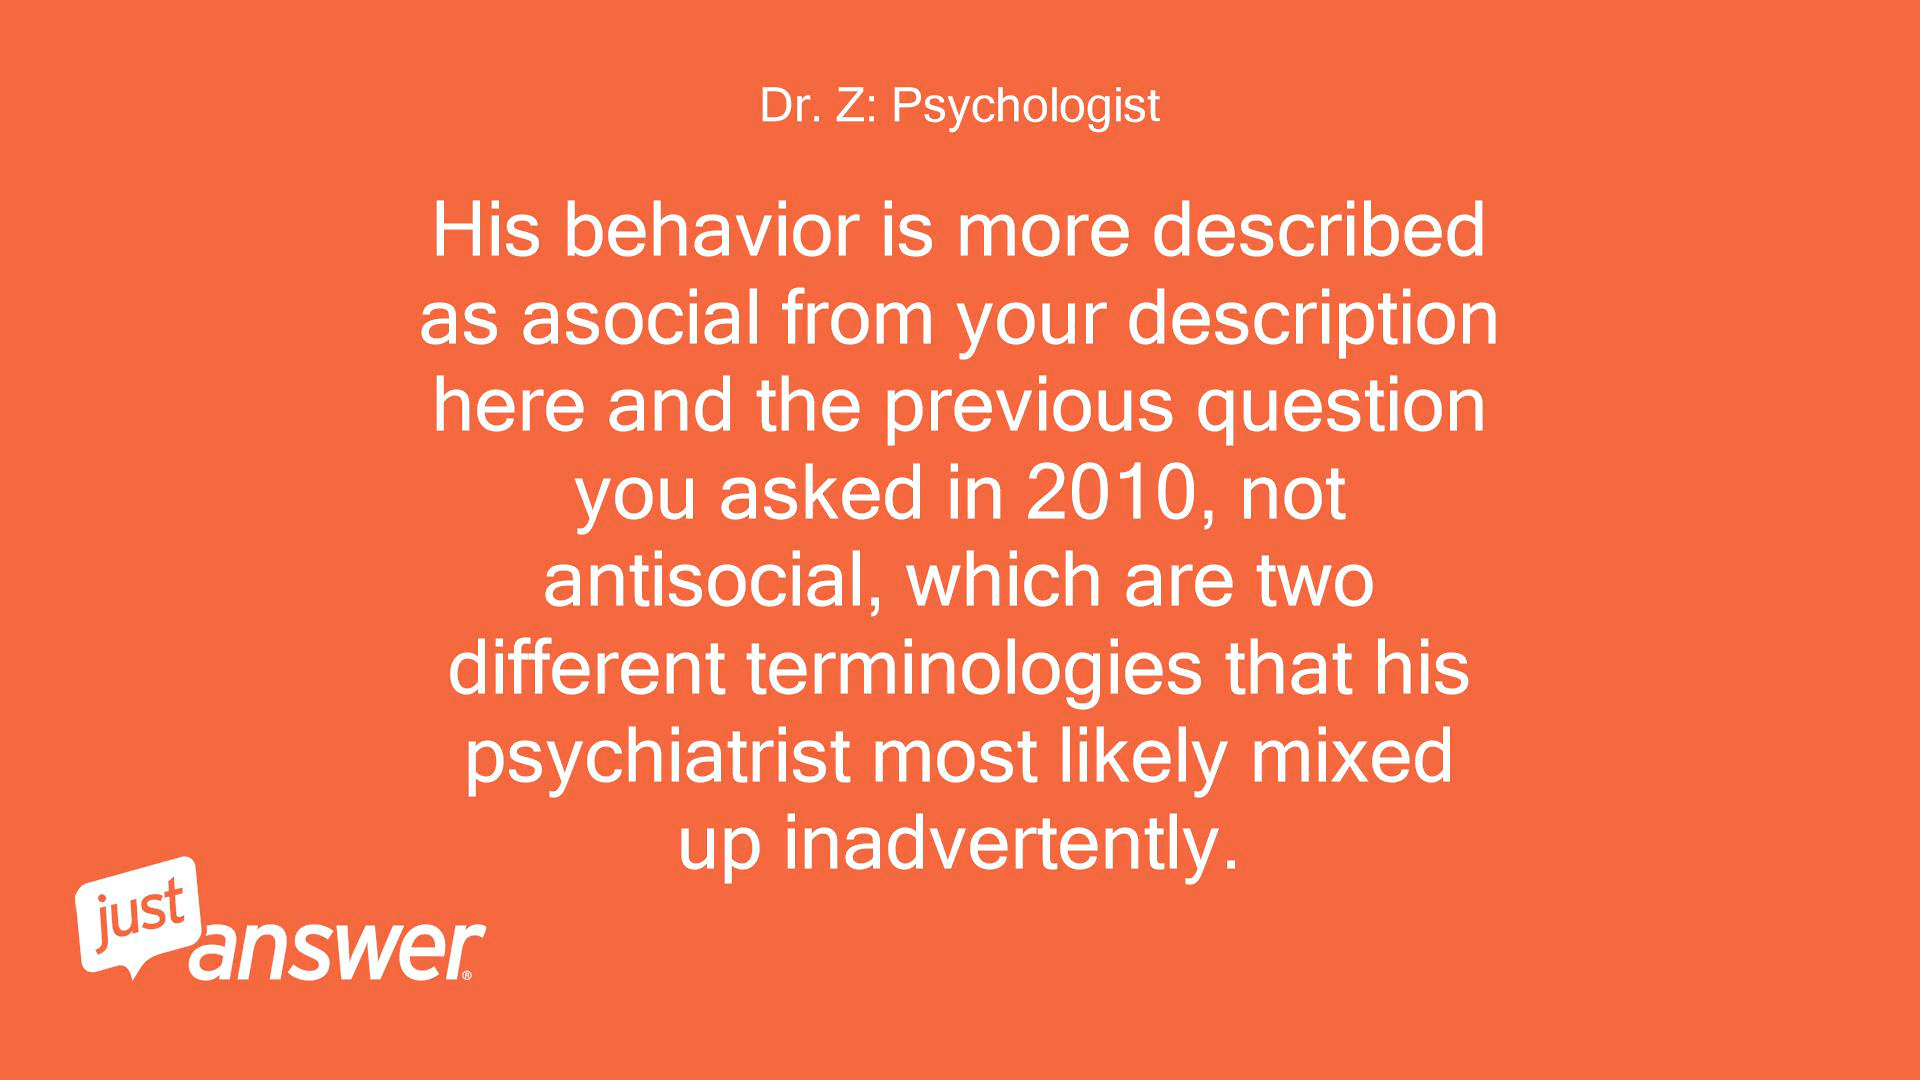 Dr. Z: Psychologist
His behavior is more described
as asocial from your description
here and the previous question
you asked in 2010, not
antisocial, which are two
different terminologies that his
psychiatrist most likely mixed
up inadvertently.
just
answer®